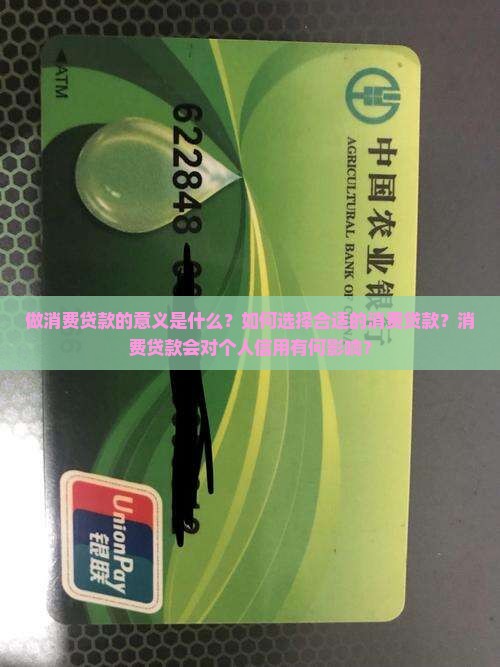 ATM
中国农业银行
AGRICULTURAL BANK OF
622848
做消费贷款的意义是什么？如何选择合适的消费贷款？消
费贷款会对个人信用有何影响？
UnionPay
银联